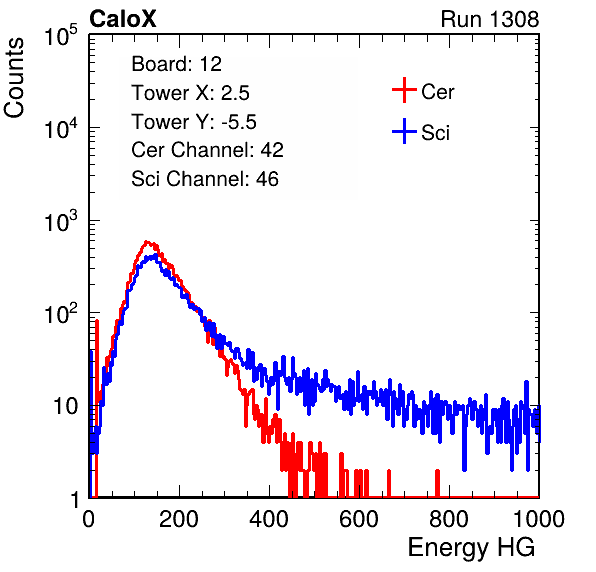 CaloX Run 1308
Counts
Board: 12
Tower X: 2.5
Tower Y: -5.5
Cer Channel: 42
Sci Channel: 46
Cer
Sci
10^5
10^4
10^3
10^2
10
1
0 200 400 600 800 1000
Energy HG